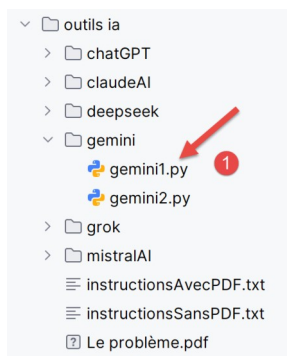 outils ia
chatGPT
claudeAI
deepseek
gemini
gemini1.py
1
gemini2.py
grok
mistralAI
instructionsAvecPDF.txt
instructionsSansPDF.txt
? Le problème.pdf